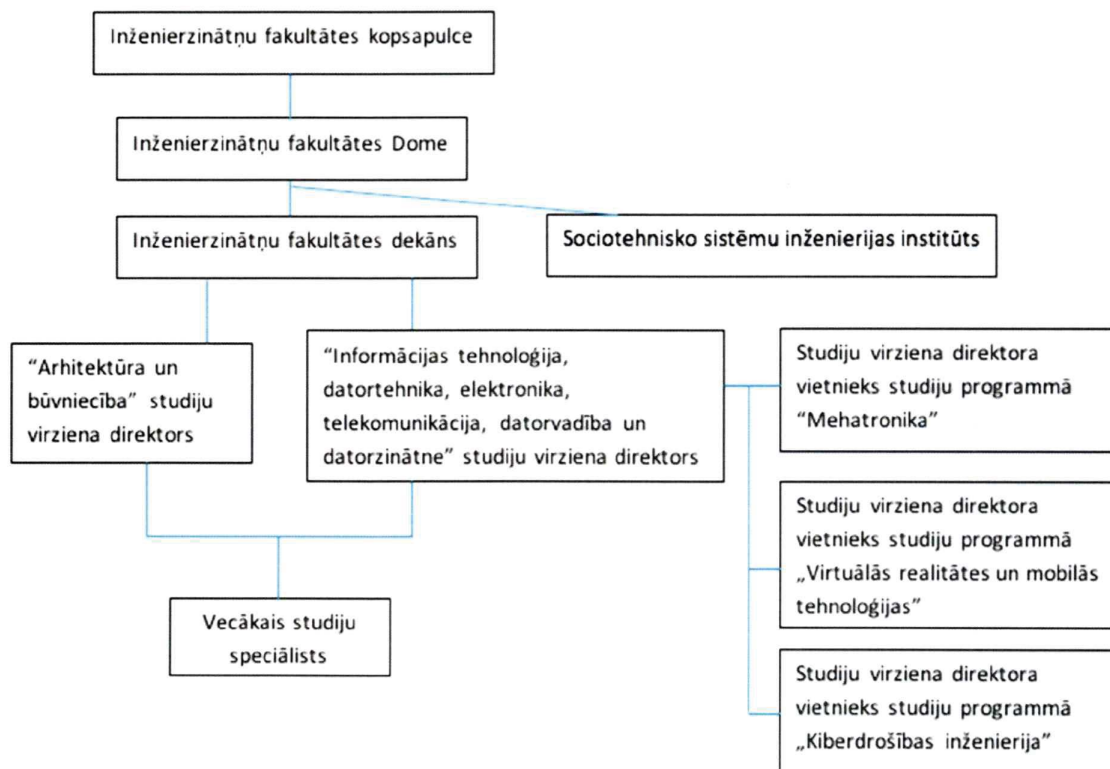 Inženierzinātņu fakultātes kopsapulce
Inženierzinātņu fakultātes Dome
Inženierzinātņu fakultātes dekāns
Sociotehnisko sistēmu inženierijas institūts
“Arhitektūra un
būvniecība” studiju
virziena direktors
“Informācijas tehnoloģija,
datortehnika, elektronika,
telekomunikācija, datorvadība un
datorzinātne” studiju virziena direktors
Studiju virziena direktora
vietnieks studiju programmā
“Mehatronika”
Studiju virziena direktora
vietnieks studiju programmā
„Virtuālās realitātes un mobilās
tehnoloģijas”
Vecākais studiju
speciālists
Studiju virziena direktora
vietnieks studiju programmā
„Kiberdrošības inženierija”